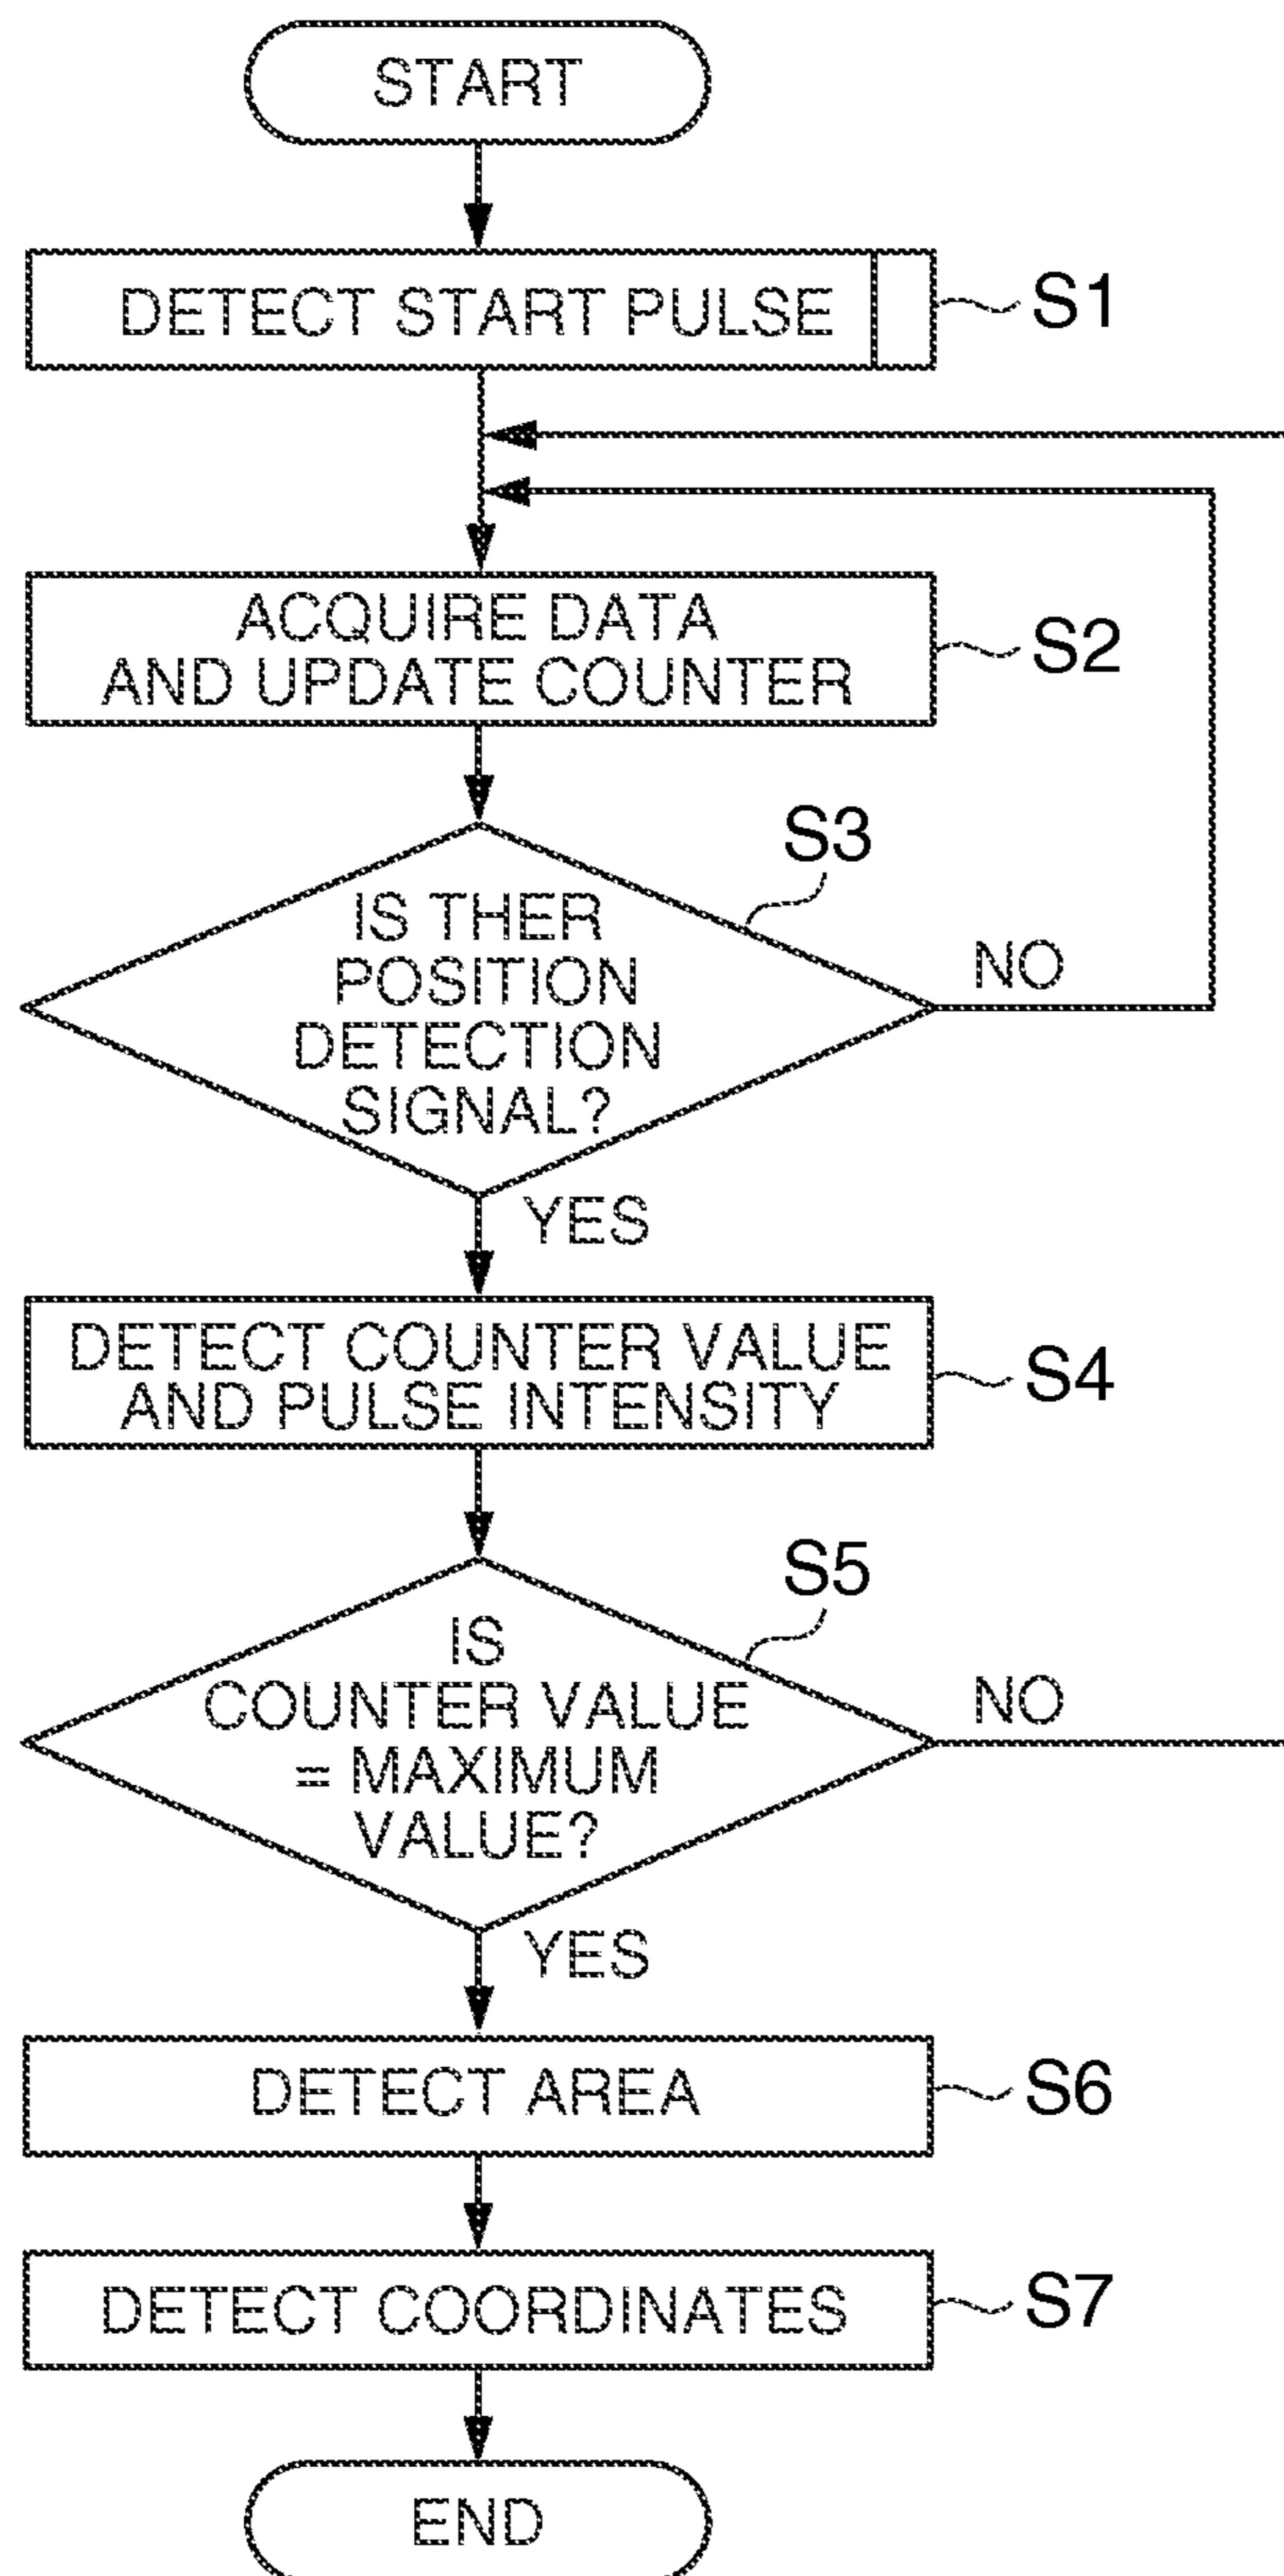 START
DETECT START PULSE
S1
ACQUIRE DATA
AND UPDATE COUNTER
S2
S3
IS THER
POSITION
DETECTION
SIGNAL?
NO
YES
DETECT COUNTER VALUE
AND PULSE INTENSITY
S4
S5
IS
COUNTER VALUE
= MAXIMUM
VALUE?
NO
YES
DETECT AREA
S6
DETECT COORDINATES
S7
END